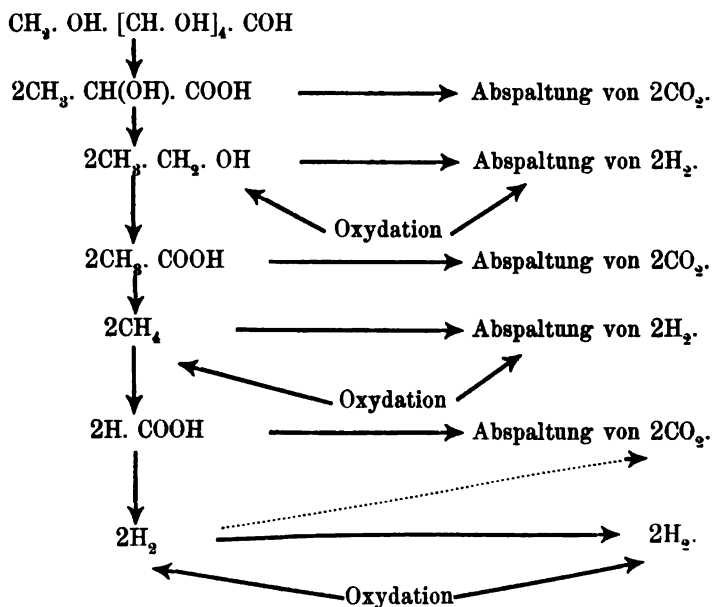 CH₂. OH. [CH. OH]₄. COH
2CH₃. CH(OH). COOH Abspaltung von 2CO₂.
2CH₃. CH₂. OH Abspaltung von 2H₂.
Oxydation
2CH₃. COOH Abspaltung von 2CO₂.
2CH₄ Abspaltung von 2H₂.
Oxydation
2H. COOH Abspaltung von 2CO₂.
2H₂ 2H₂.
Oxydation